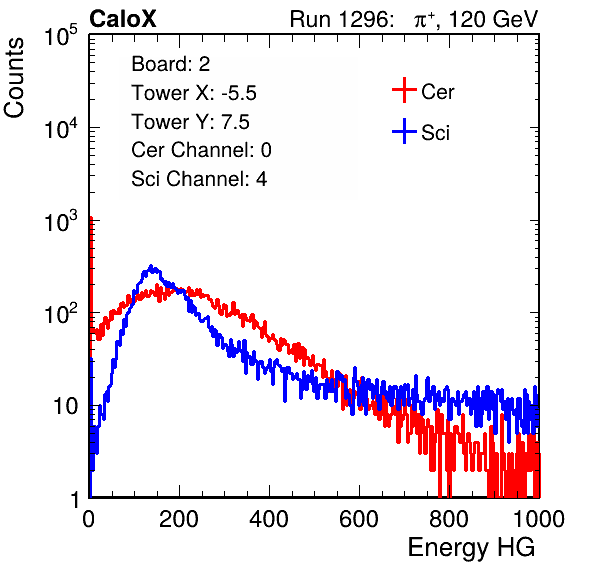 CaloX Run 1296: π⁺, 120 GeV
Counts
10⁵
10⁴
10³
10²
10
1
Board: 2
Tower X: -5.5
Tower Y: 7.5
Cer Channel: 0
Sci Channel: 4
Cer
Sci
0 200 400 600 800 1000
Energy HG